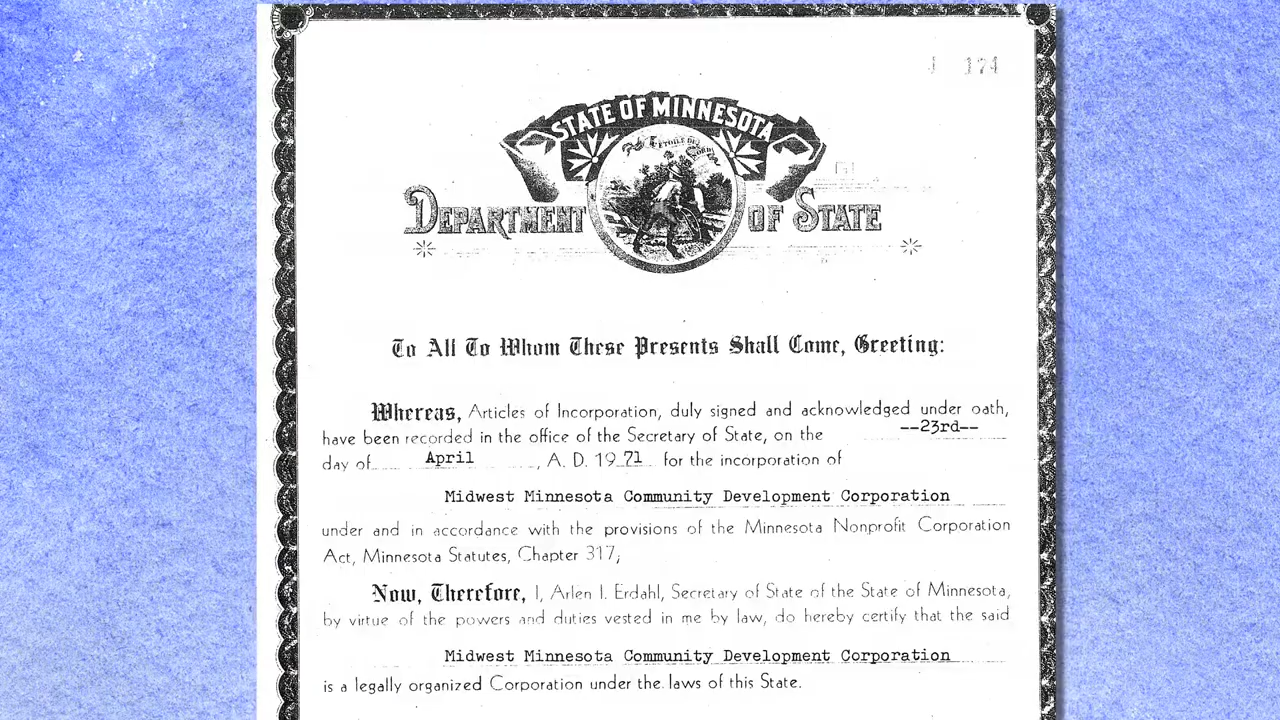 J 174
STATE OF MINNESOTA
DEPARTMENT OF STATE
To All To Whom These Presents Shall Come, Greeting:
Whereas, Articles of Incorporation, duly signed and acknowledged under oath,
have been recorded in the office of the Secretary of State, on the --23rd--
day of April, A. D. 1971 for the incorporation of
Midwest Minnesota Community Development Corporation
under and in accordance with the provisions of the Minnesota Nonprofit Corporation
Act, Minnesota Statutes, Chapter 317;
Now, Therefore, I, Arlen I. Erdahl, Secretary of State of the State of Minnesota,
by virtue of the powers and duties vested in me by law, do hereby certify that the said
Midwest Minnesota Community Development Corporation
is a legally organized Corporation under the laws of this State.